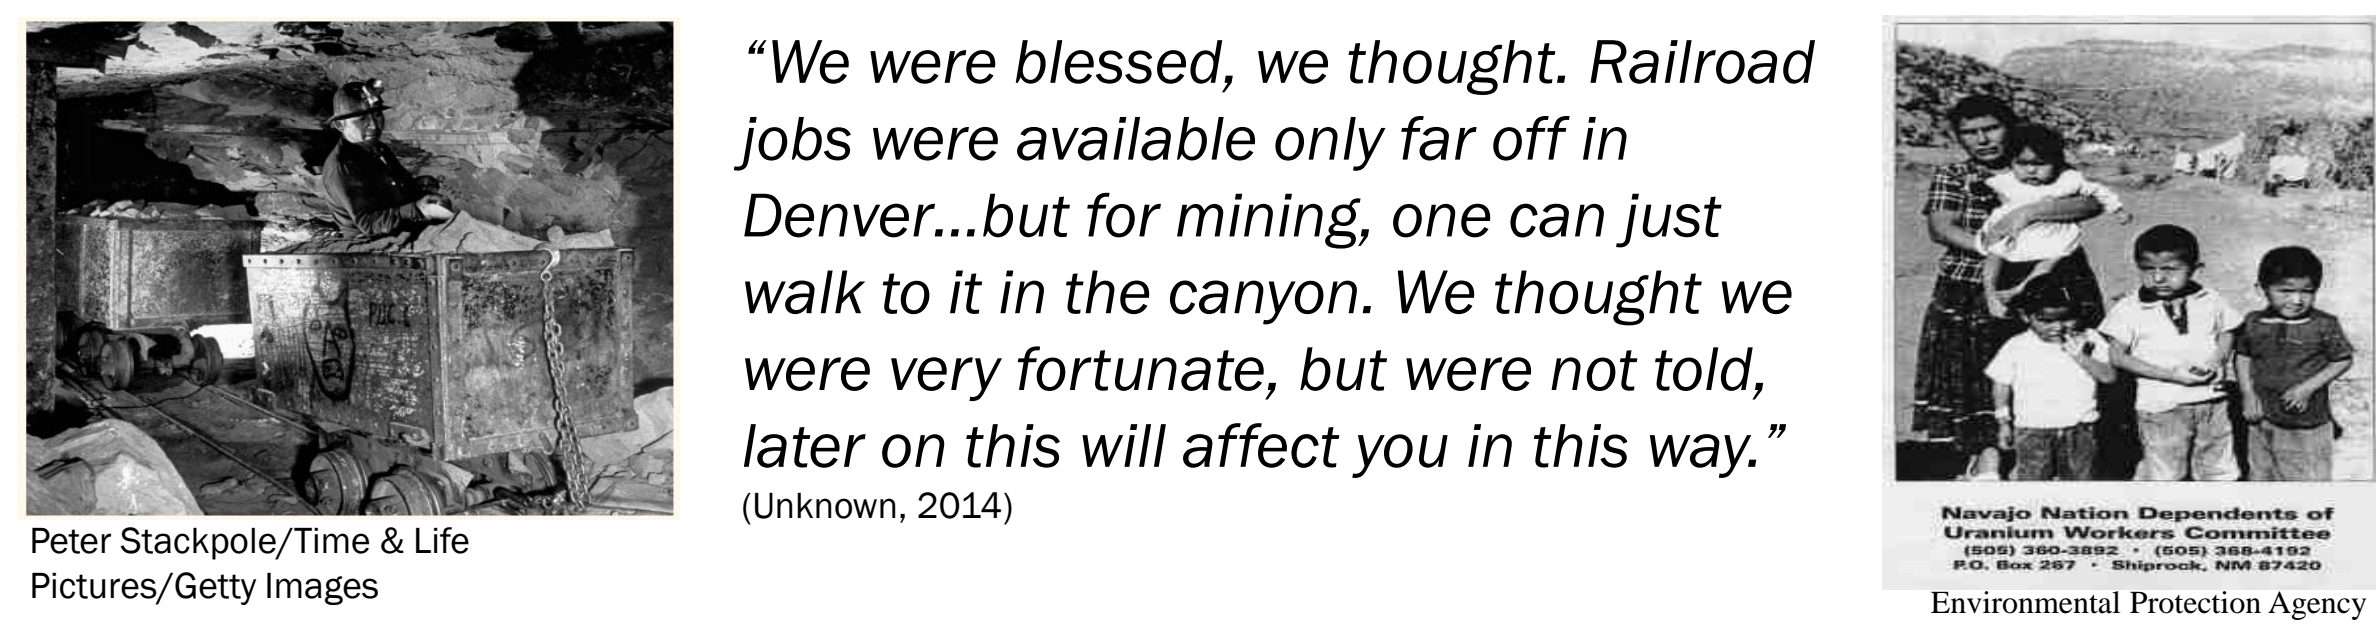 “We were blessed, we thought. Railroad
jobs were available only far off in
Denver...but for mining, one can just
walk to it in the canyon. We thought we
were very fortunate, but were not told,
later on this will affect you in this way.”
(Unknown, 2014)
Peter Stackpole/Time & Life
Pictures/Getty Images
Navajo Nation Dependents of
Uranium Workers Committee
(505) 360-3892 • (505) 368-4192
P.O. Box 267 • Shiprock, NM 87420
Environmental Protection Agency